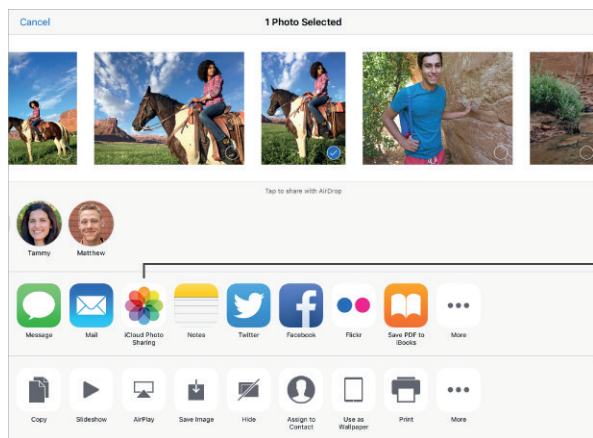 Cancel
1 Photo Selected
Tap to share with AirDrop
Tammy
Matthew
Message
Mail
iCloud Photo
Sharing
Notes
Twitter
Facebook
Flickr
Save PDF to
iBooks
More
Copy
Slideshow
AirPlay
Save Image
Hide
Assign to
Contact
Use as
Wallpaper
Print
More